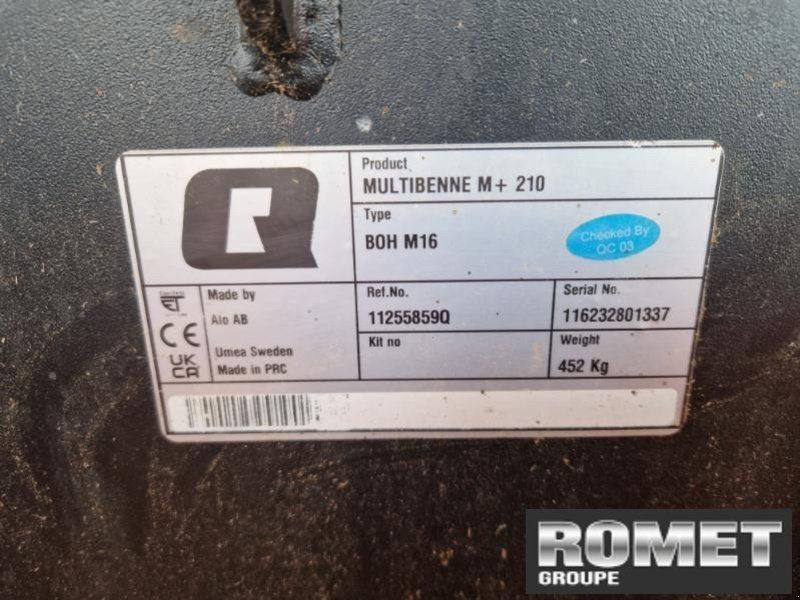 Product
MULTIBENNE M+ 210
Type
BOH M16
Checked By
QC 03
Made by
Alo AB
Umea Sweden
Made in PRC
Ref.No.
11255859Q
Serial No.
116232801337
Kit no
Weight
452 Kg
CE
UK
CA
ROMET
GROUPE